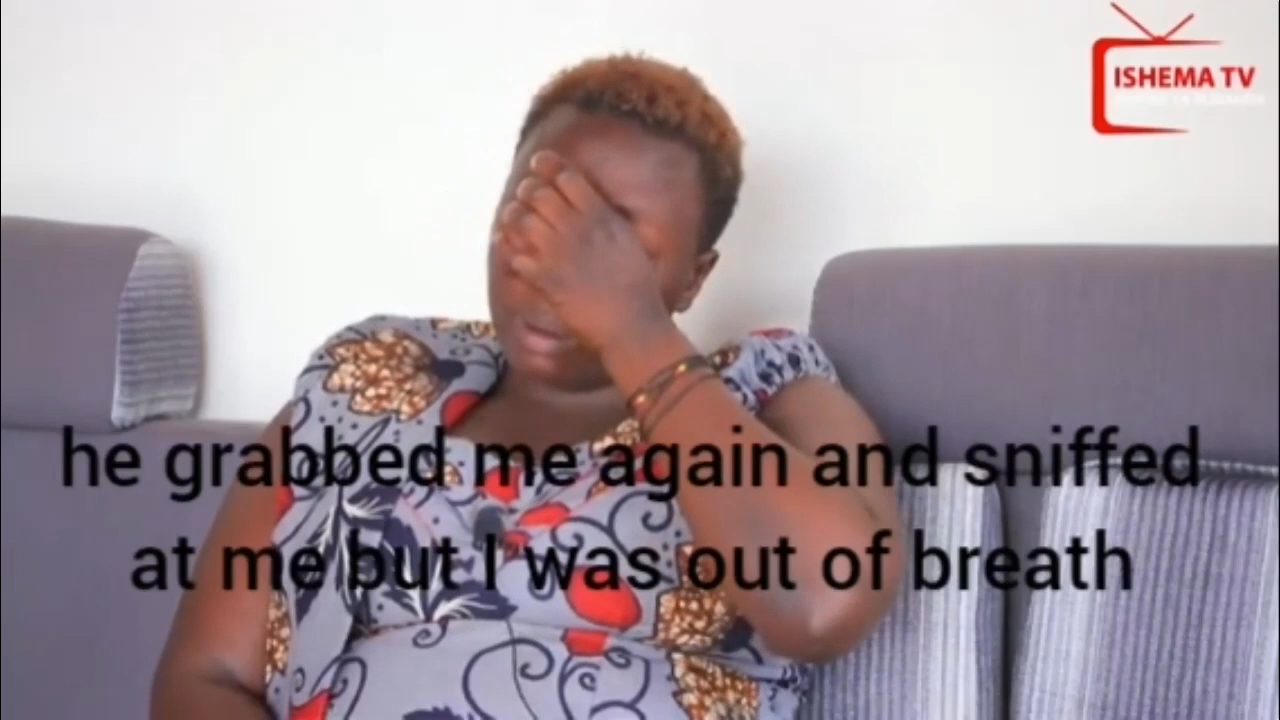 ISHEMA TV
he grabbed me again and sniffed
at me but I was out of breath